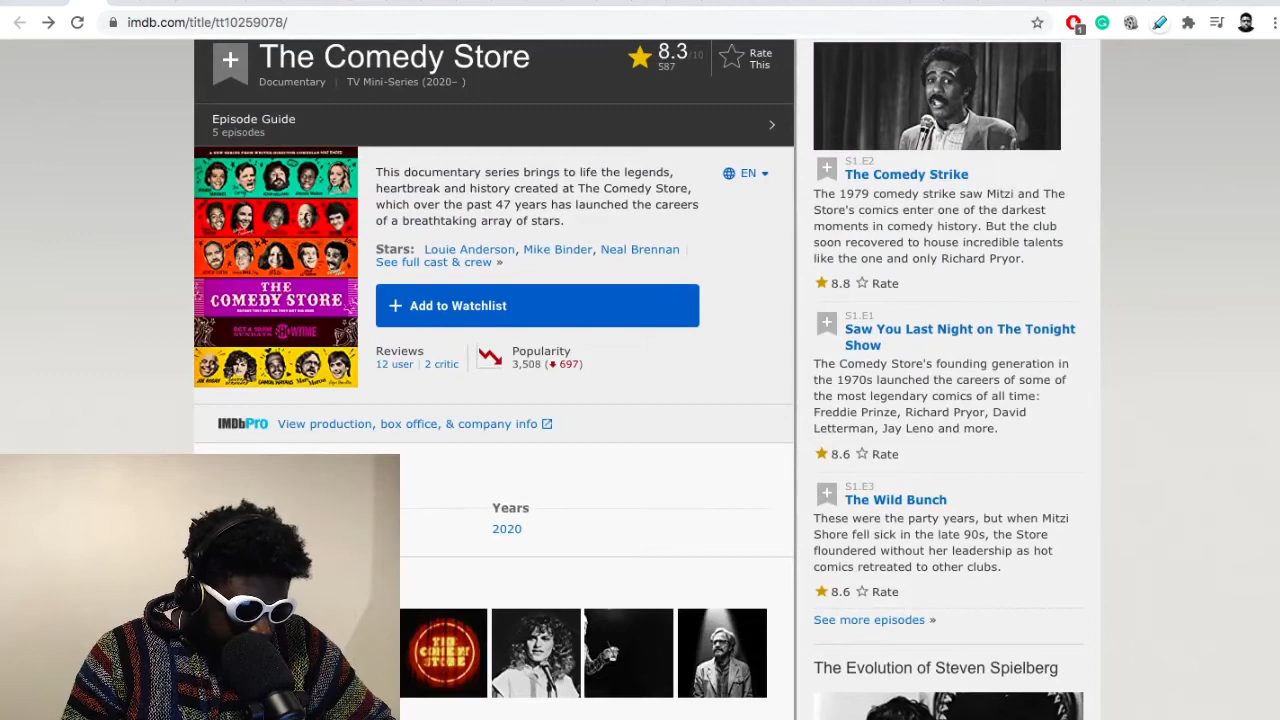 imdb.com/title/tt10259078/
1
The Comedy Store
Documentary | TV Mini-Series (2020– )
8.3/10
587
Rate
This
Episode Guide
5 episodes
THE
COMEDY STORE
SHOWTIME
This documentary series brings to life the legends,
heartbreak and history created at The Comedy Store,
which over the past 47 years has launched the careers
of a breathtaking array of stars.
EN
Stars: Louie Anderson, Mike Binder, Neal Brennan |
See full cast & crew »
+ Add to Watchlist
Reviews
12 user | 2 critic
Popularity
3,508 (697)
IMDbPro View production, box office, & company info
Years
2020
THE
COMEDY
STORE
S1.E2
The Comedy Strike
The 1979 comedy strike saw Mitzi and The
Store's comics enter one of the darkest
moments in comedy history. But the club
soon recovered to house incredible talents
like the one and only Richard Pryor.
8.8 Rate
S1.E1
Saw You Last Night on The Tonight
Show
The Comedy Store's founding generation in
the 1970s launched the careers of some of
the most legendary comics of all time:
Freddie Prinze, Richard Pryor, David
Letterman, Jay Leno and more.
8.6 Rate
S1.E3
The Wild Bunch
These were the party years, but when Mitzi
Shore fell sick in the late 90s, the Store
floundered without her leadership as hot
comics retreated to other clubs.
8.6 Rate
See more episodes »
The Evolution of Steven Spielberg